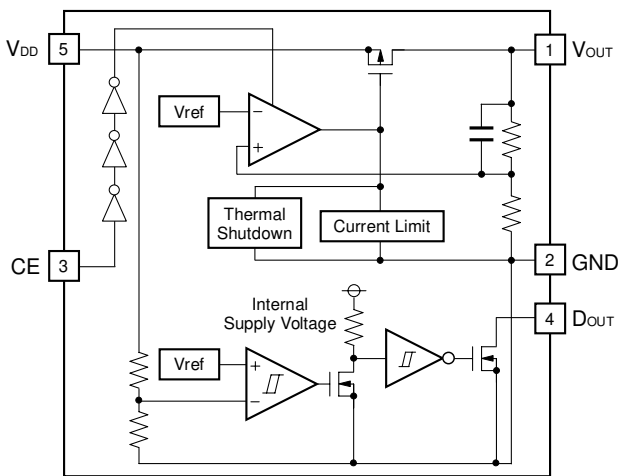 VDD 5
1 VOUT
Vref
−
+
Thermal
Shutdown
Current Limit
CE 3
2 GND
4 DOUT
Internal
Supply Voltage
Vref
+
−